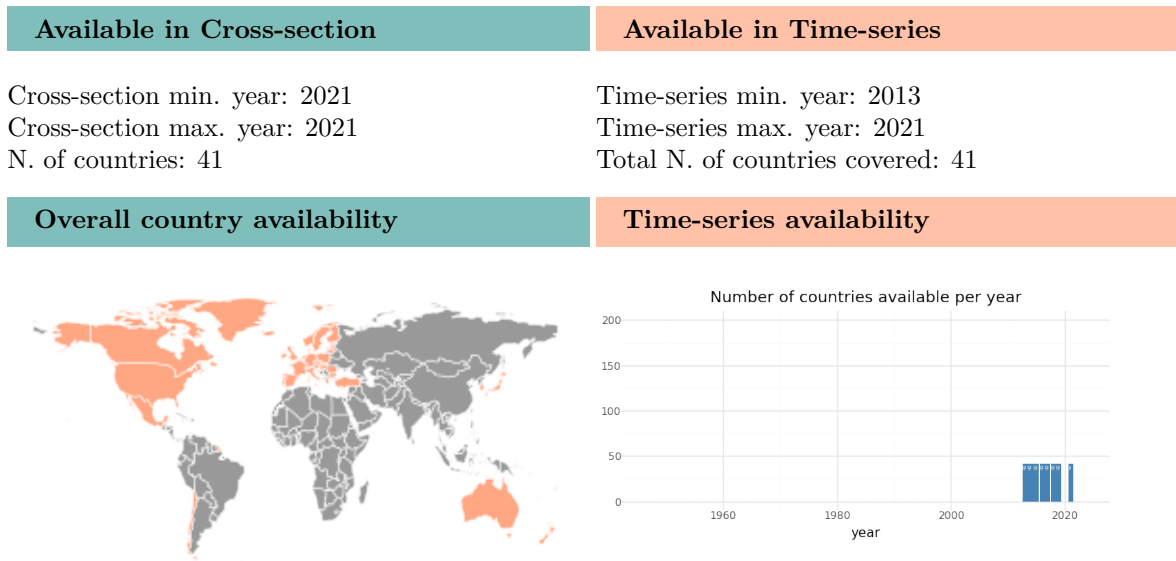 Available in Cross-section
Available in Time-series
Cross-section min. year: 2021
Cross-section max. year: 2021
N. of countries: 41
Time-series min. year: 2013
Time-series max. year: 2021
Total N. of countries covered: 41
Overall country availability
Time-series availability
Number of countries available per year
200
150
100
50
0
1960
1980
2000
2020
year